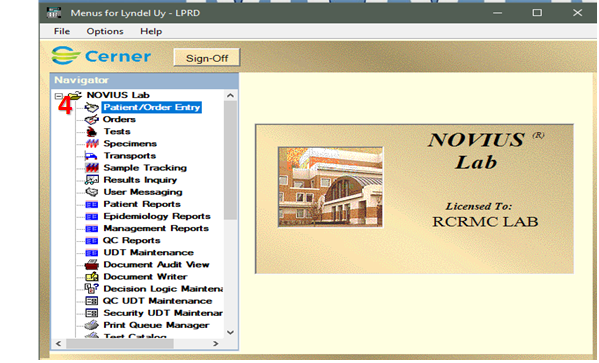 Menus for Lyndel Uy - LPRD
File Options Help
Cerner Sign-Off
Navigator
4
NOVIUS Lab
Patient/Order Entry
Orders
Tests
Specimens
Transports
Sample Tracking
Results Inquiry
User Messaging
Patient Reports
Epidemiology Reports
Management Reports
QC Reports
UDT Maintenance
Document Audit View
Document Writer
Decision Logic Maintena
QC UDT Maintenance
Security UDT Maintenar
Print Queue Manager
Test Catalog
NOVIUS (R)
Lab
Licensed To:
RCRMC LAB